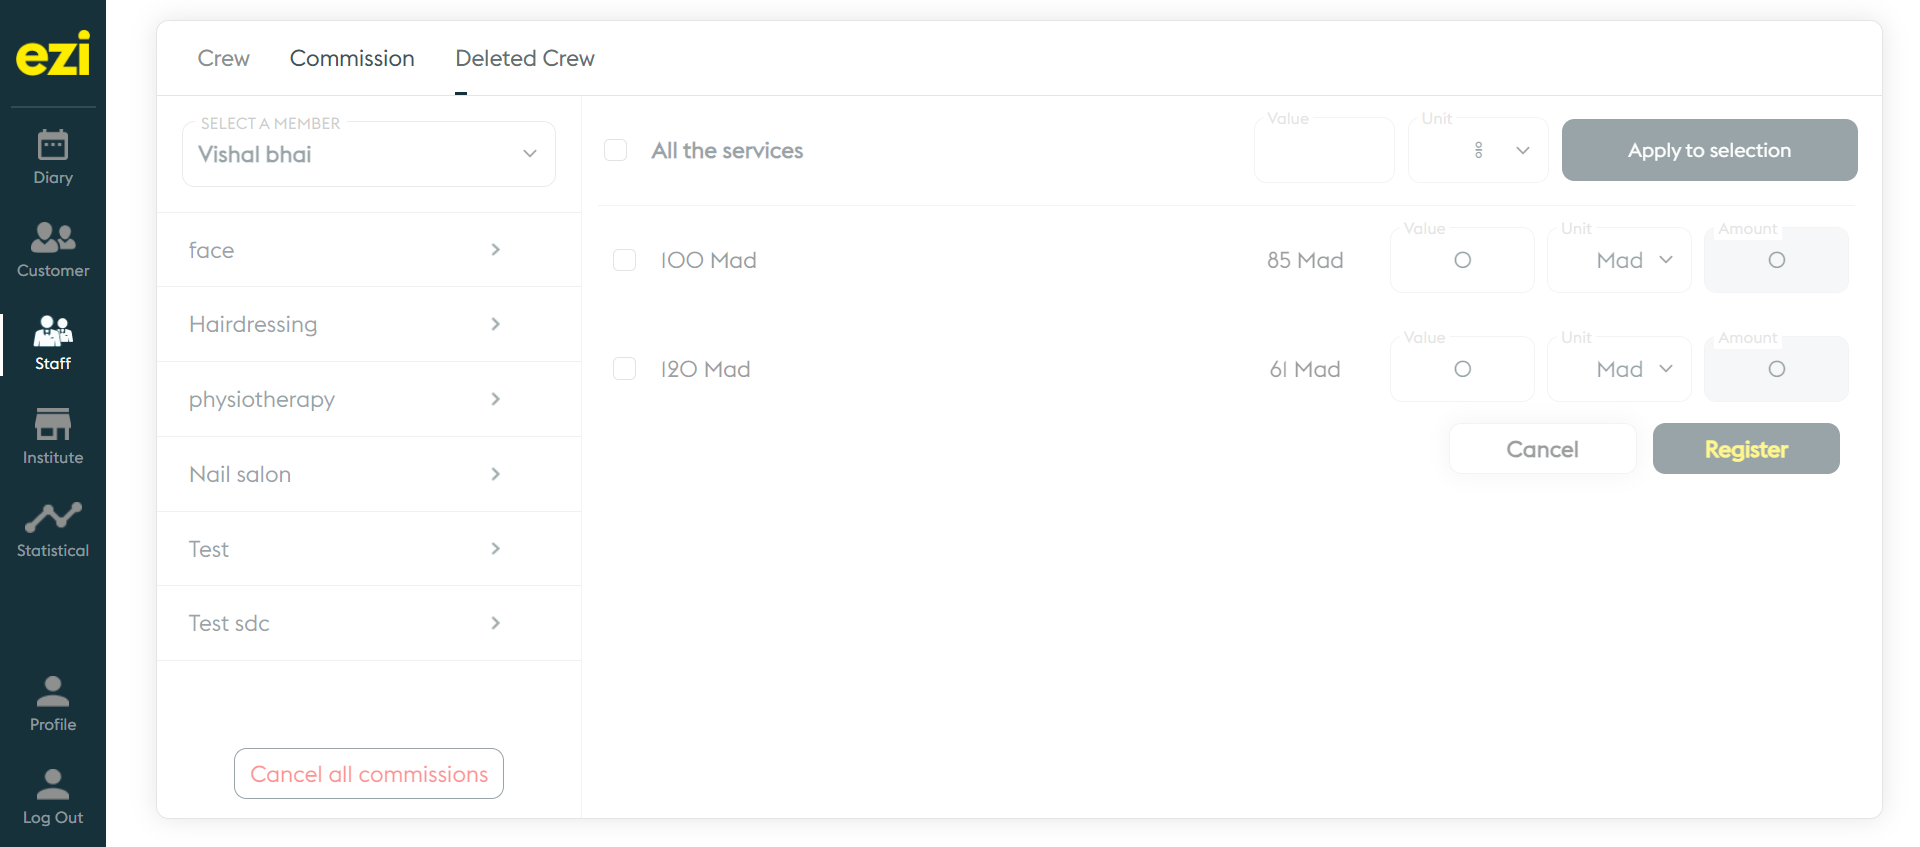 ezi
Diary
Customer
Staff
Institute
Statistical
Profile
Log Out
Crew Commission Deleted Crew
SELECT A MEMBER
Vishal bhai
face
Hairdressing
physiotherapy
Nail salon
Test
Test sdc
Cancel all commissions
All the services Value Unit % Apply to selection
100 Mad 85 Mad Value 0 Unit Mad Amount 0
120 Mad 61 Mad Value 0 Unit Mad Amount 0
Cancel Register